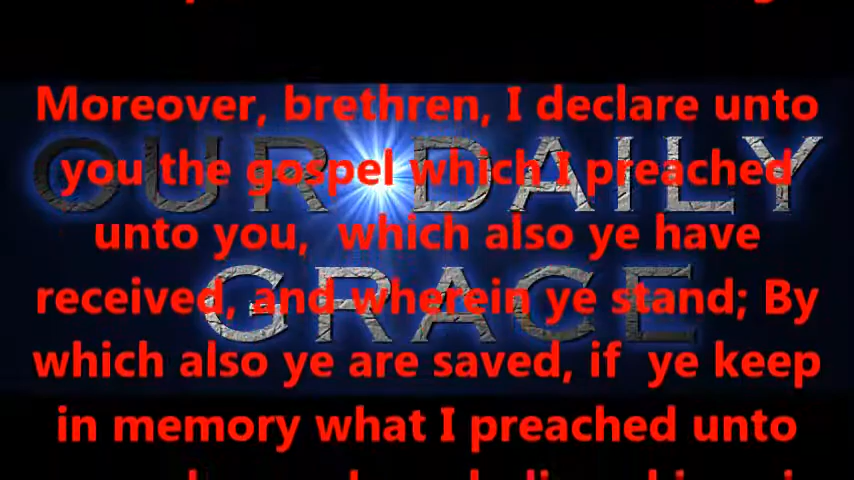 Moreover, brethren, I declare unto
you the gospel which I preached
unto you, which also ye have
received, and wherein ye stand; By
which also ye are saved, if ye keep
in memory what I preached unto
OUR DAILY
GRACE